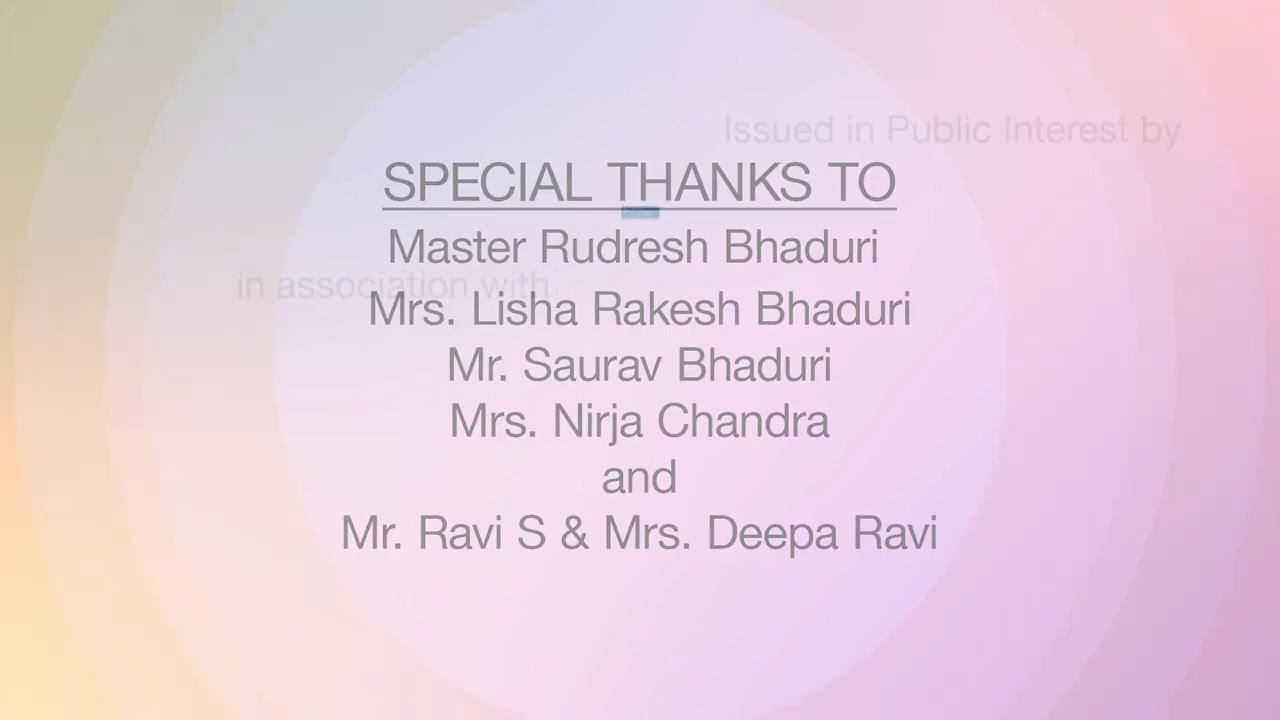 Issued in Public Interest by
SPECIAL THANKS TO
Master Rudresh Bhaduri
in association with
Mrs. Lisha Rakesh Bhaduri
Mr. Saurav Bhaduri
Mrs. Nirja Chandra
and
Mr. Ravi S & Mrs. Deepa Ravi